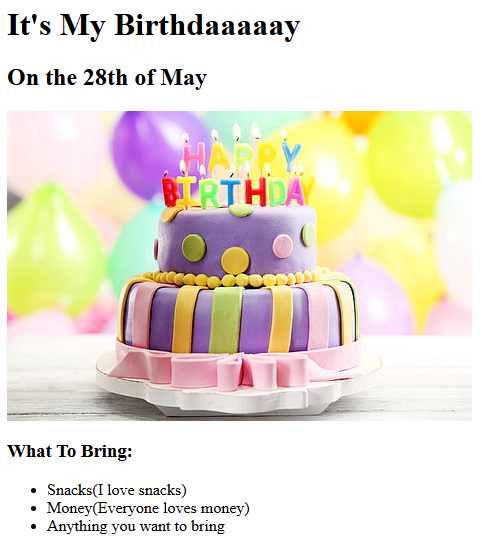 It's My Birthdaaaaay
On the 28th of May
HAPPY
BIRTHDAY
What To Bring:
Snacks(I love snacks)
Money(Everyone loves money)
Anything you want to bring